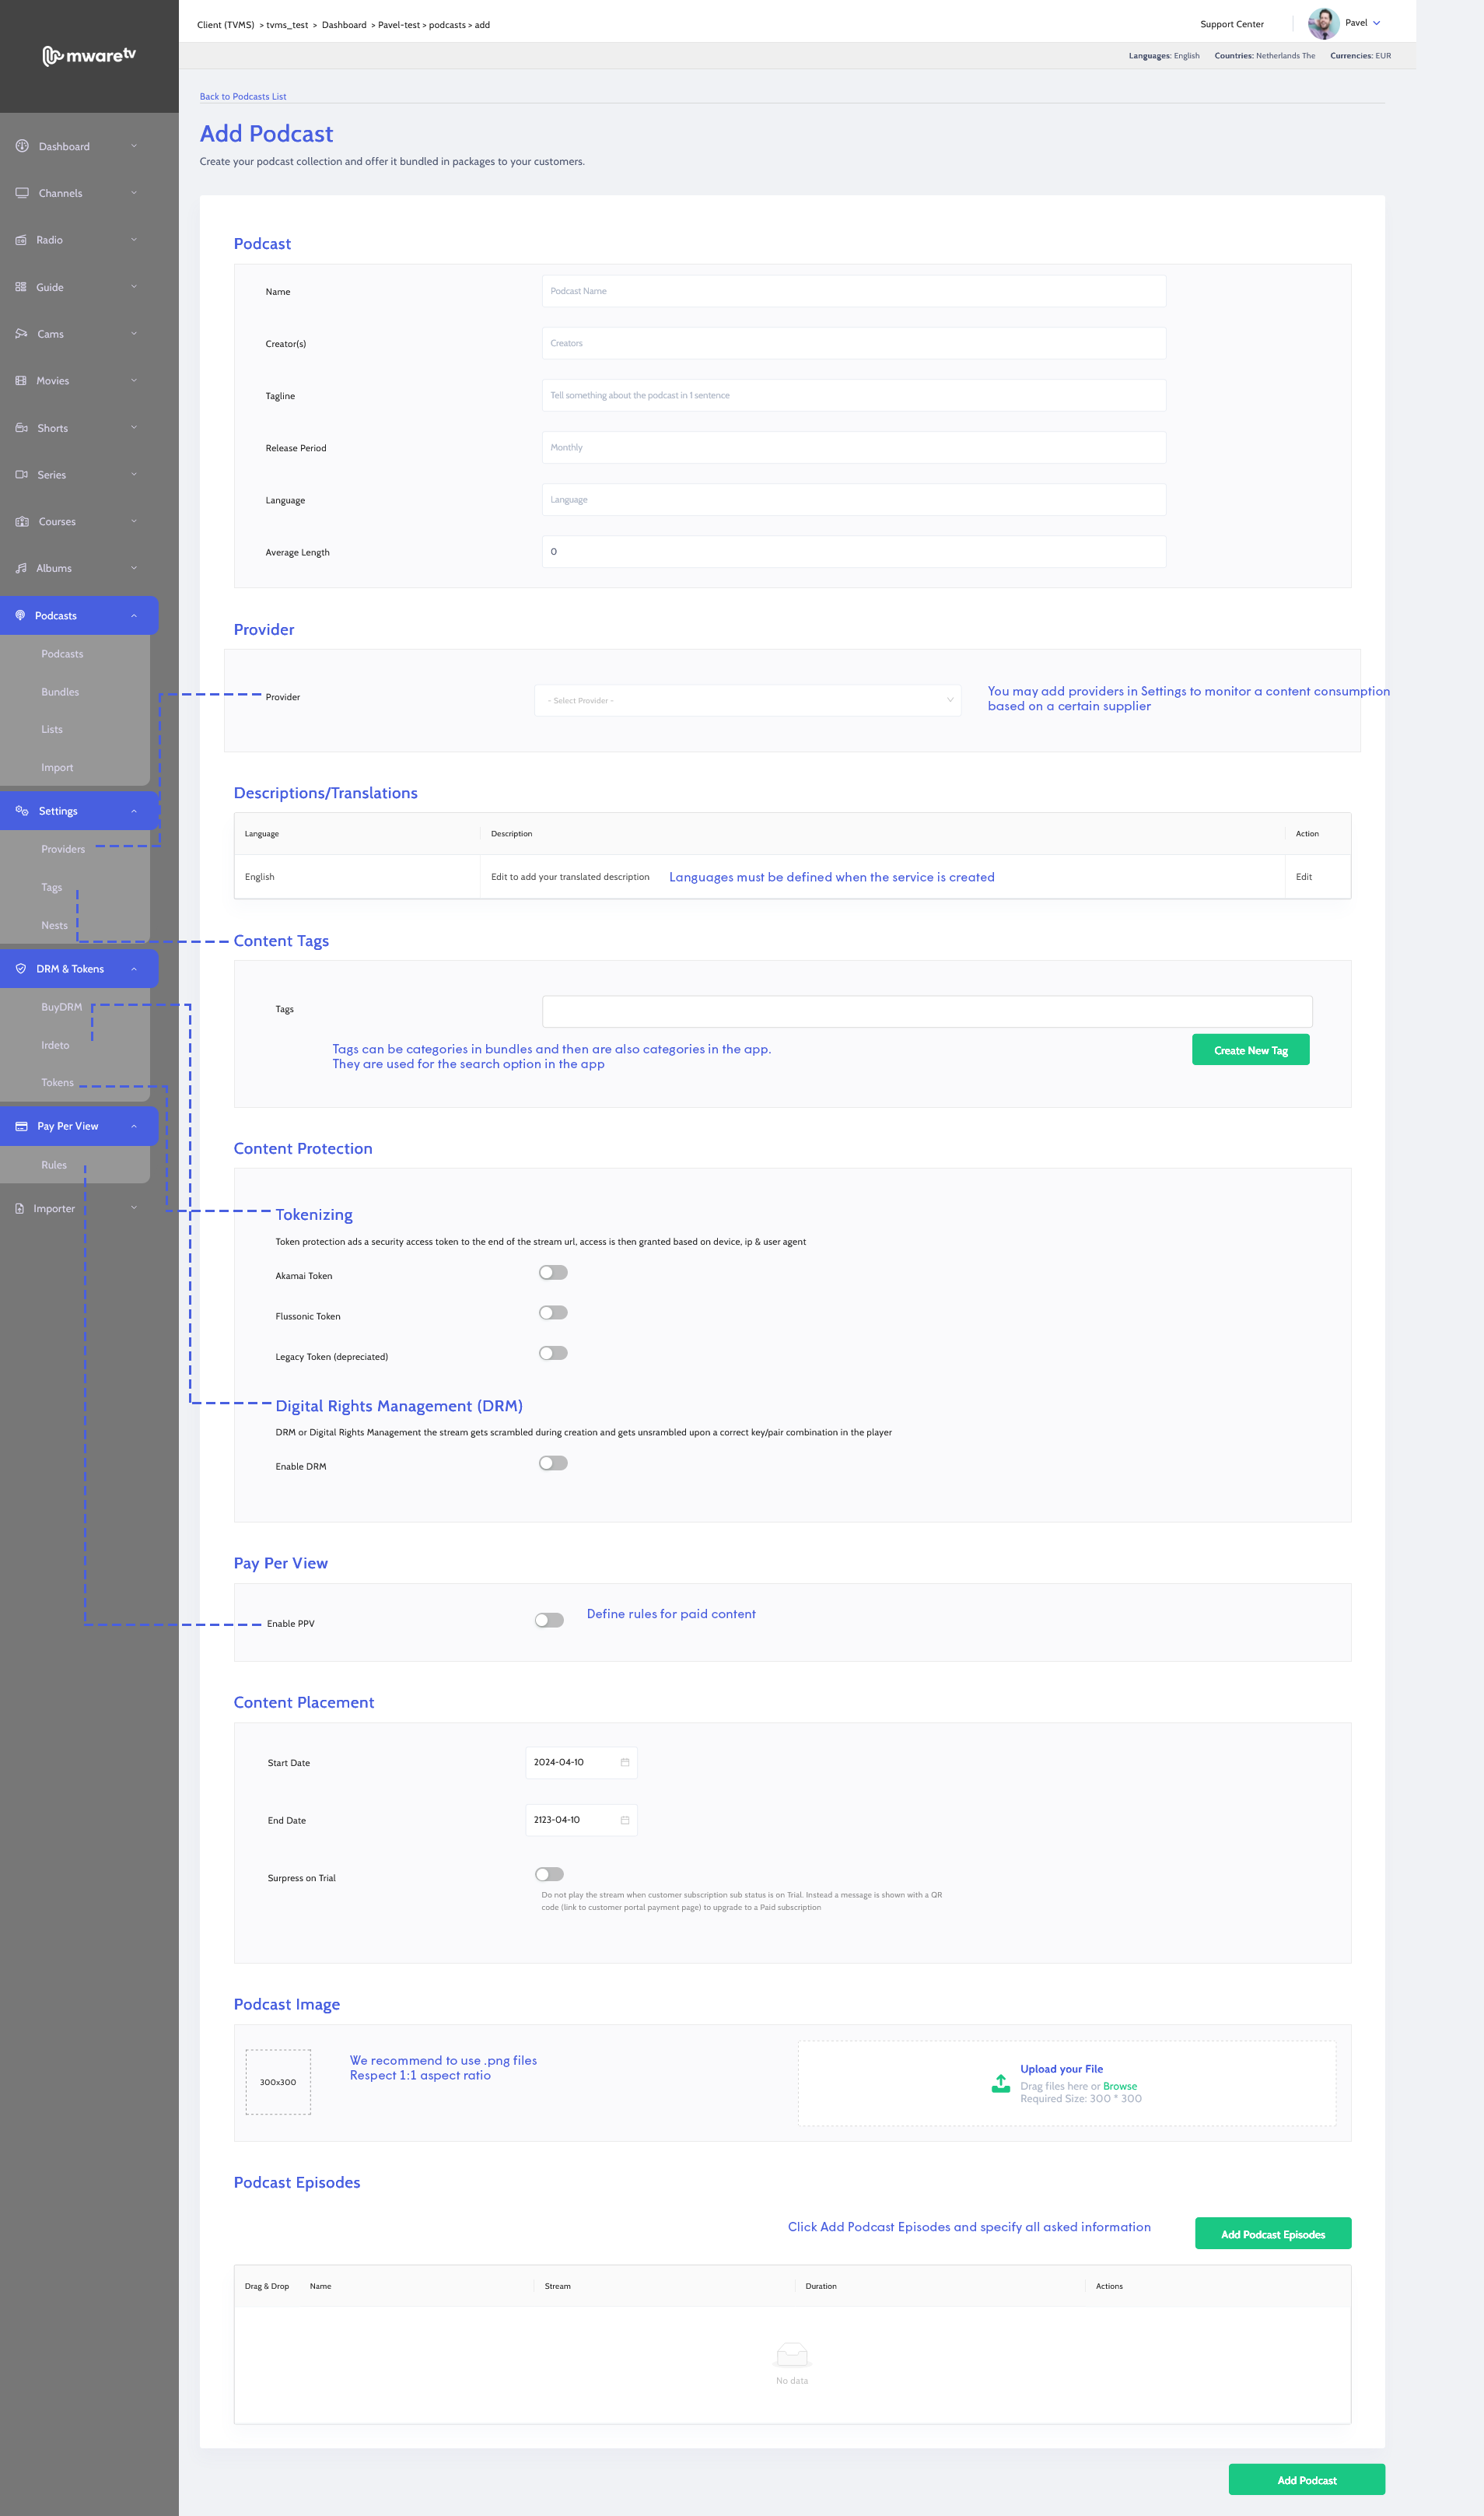 mwaretv
Client (TVMS) > tvms_test > Dashboard > Pavel-test > podcasts > add
Support Center
Pavel
Languages: English Countries: Netherlands The Currencies: EUR
Dashboard
Channels
Radio
Guide
Cams
Movies
Shorts
Series
Courses
Albums
Podcasts
Podcasts
Bundles
Lists
Import
Settings
Providers
Tags
Nests
DRM & Tokens
BuyDRM
Irdeto
Tokens
Pay Per View
Rules
Importer
Back to Podcasts List
Add Podcast
Create your podcast collection and offer it bundled in packages to your customers.
Podcast
Name
Podcast Name
Creator(s)
Creators
Tagline
Tell something about the podcast in 1 sentence
Release Period
Monthly
Language
Language
Average Length
0
Provider
Provider
- Select Provider -
You may add providers in Settings to monitor a content consumption
based on a certain supplier
Descriptions/Translations
Language Description Action
English Edit to add your translated description Languages must be defined when the service is created Edit
Content Tags
Tags
Tags can be categories in bundles and then are also categories in the app.
They are used for the search option in the app
Create New Tag
Content Protection
Tokenizing
Token protection ads a security access token to the end of the stream url, access is then granted based on device, ip & user agent
Akamai Token
Flussonic Token
Legacy Token (depreciated)
Digital Rights Management (DRM)
DRM or Digital Rights Management the stream gets scrambled during creation and gets unsrambled upon a correct key/pair combination in the player
Enable DRM
Pay Per View
Enable PPV
Define rules for paid content
Content Placement
Start Date
2024-04-10
End Date
2123-04-10
Surpress on Trial
Do not play the stream when customer subscription sub status is on Trial. Instead a message is shown with a QR
code (link to customer portal payment page) to upgrade to a Paid subscription
Podcast Image
300x300
We recommend to use .png files
Respect 1:1 aspect ratio
Upload your File
Drag files here or Browse
Required Size: 300 * 300
Podcast Episodes
Click Add Podcast Episodes and specify all asked information
Add Podcast Episodes
Drag & Drop Name Stream Duration Actions
No data
Add Podcast